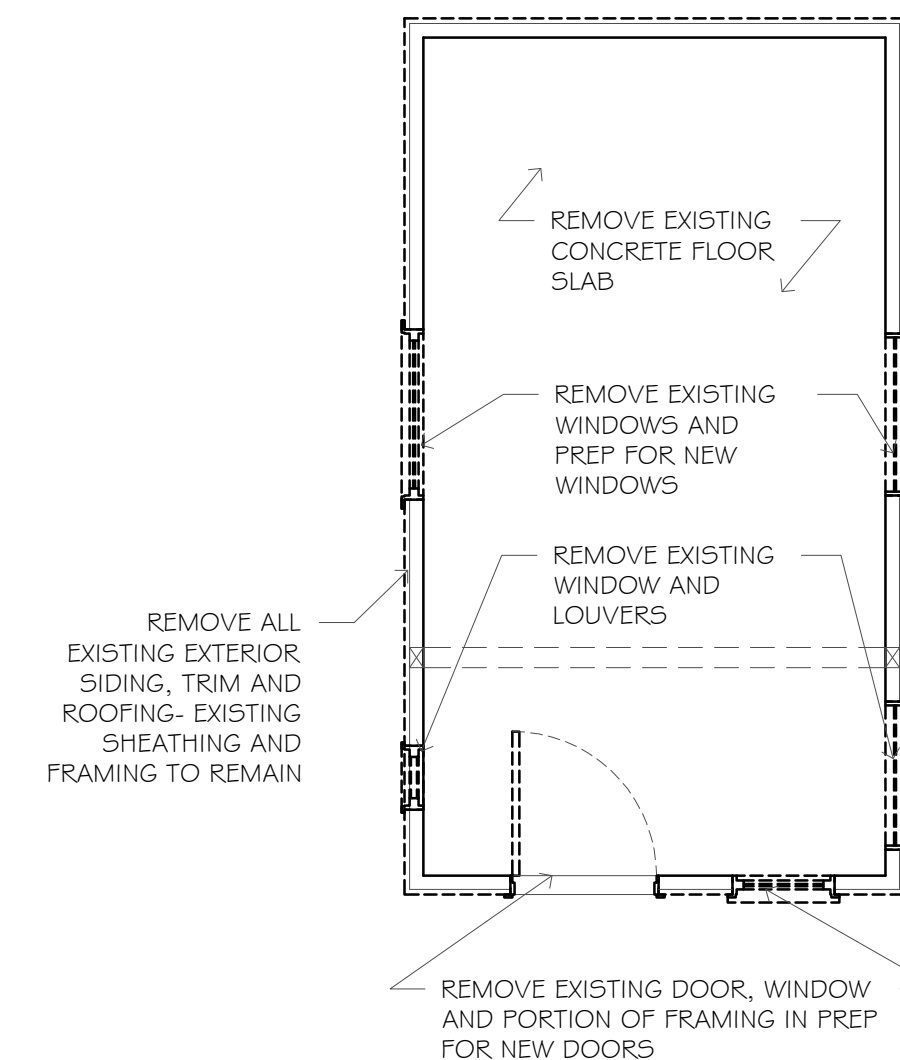 REMOVE EXISTING
CONCRETE FLOOR
SLAB
REMOVE EXISTING
WINDOWS AND
PREP FOR NEW
WINDOWS
REMOVE EXISTING
WINDOW AND
LOUVERS
REMOVE ALL
EXISTING EXTERIOR
SIDING, TRIM AND
ROOFING- EXISTING
SHEATHING AND
FRAMING TO REMAIN
REMOVE EXISTING DOOR, WINDOW
AND PORTION OF FRAMING IN PREP
FOR NEW DOORS